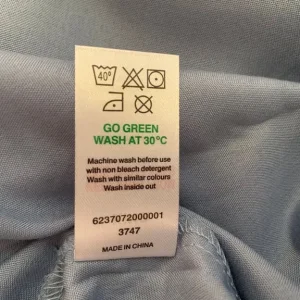 40°
GO GREEN
WASH AT 30°C
Machine wash before use
with non bleach detergent
Wash with similar colours
Wash inside out
6237072000001
3747
MADE IN CHINA